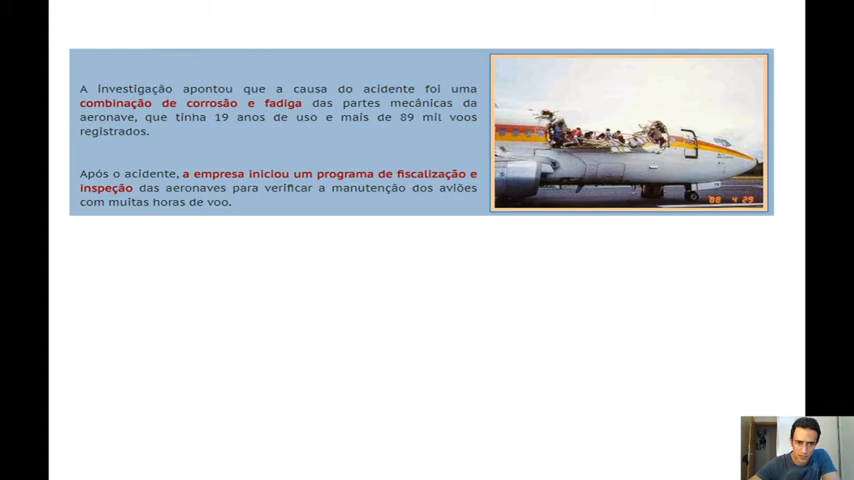 A investigação apontou que a causa do acidente foi uma
combinação de corrosão e fadiga das partes mecânicas da
aeronave, que tinha 19 anos de uso e mais de 89 mil voos
registrados.
Após o acidente, a empresa iniciou um programa de fiscalização e
inspeção das aeronaves para verificar a manutenção dos aviões
com muitas horas de voo.
'88 4 29